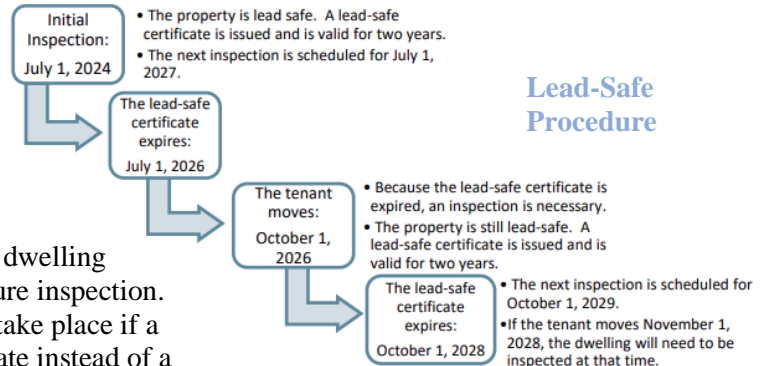 Initial
Inspection:
July 1, 2024
• The property is lead safe.  A lead-safe
certificate is issued and is valid for two years.
• The next inspection is scheduled for July 1,
2027.
Lead-Safe
Procedure
The lead-safe
certificate
expires:
July 1, 2026
The tenant
moves:
October 1,
2026
• Because the lead-safe certificate is
expired, an inspection is necessary.
• The property is still lead-safe.  A
lead-safe certificate is issued and is
valid for two years.
dwelling
ure inspection.
take place if a
ate instead of a
The lead-safe
certificate
expires:
October 1, 2028
• The next inspection is scheduled for
October 1, 2029.
•If the tenant moves November 1,
2028, the dwelling will need to be
inspected at that time.